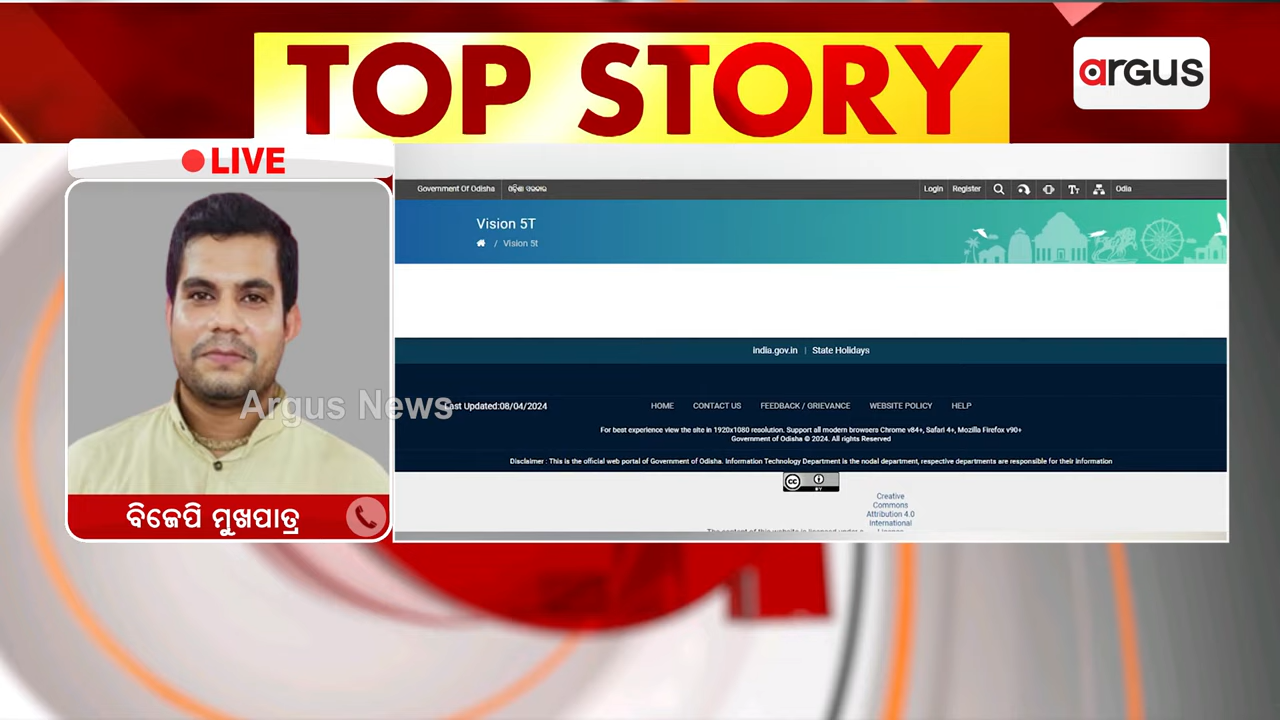 TOP STORY
argus
LIVE
Government Of Odisha
ଓଡ଼ିଶା ସରକାର
Login
Register
Odia
Vision 5T
/ Vision 5t
india.gov.in | State Holidays
Argus News
Last Updated:08/04/2024
HOME
CONTACT US
FEEDBACK / GRIEVANCE
WEBSITE POLICY
HELP
For best experience view the site in 1920x1080 resolution. Support all modern browsers Chrome v84+, Safari 4+, Mozilla Firefox v90+
Government of Odisha © 2024. All rights Reserved
Disclaimer : This is the official web portal of Government of Odisha. Information Technology Department is the nodal department, respective departments are responsible for their information
cc
BY
Creative
Commons
Attribution 4.0
International
ବିଜେପି ମୁଖପାତ୍ର